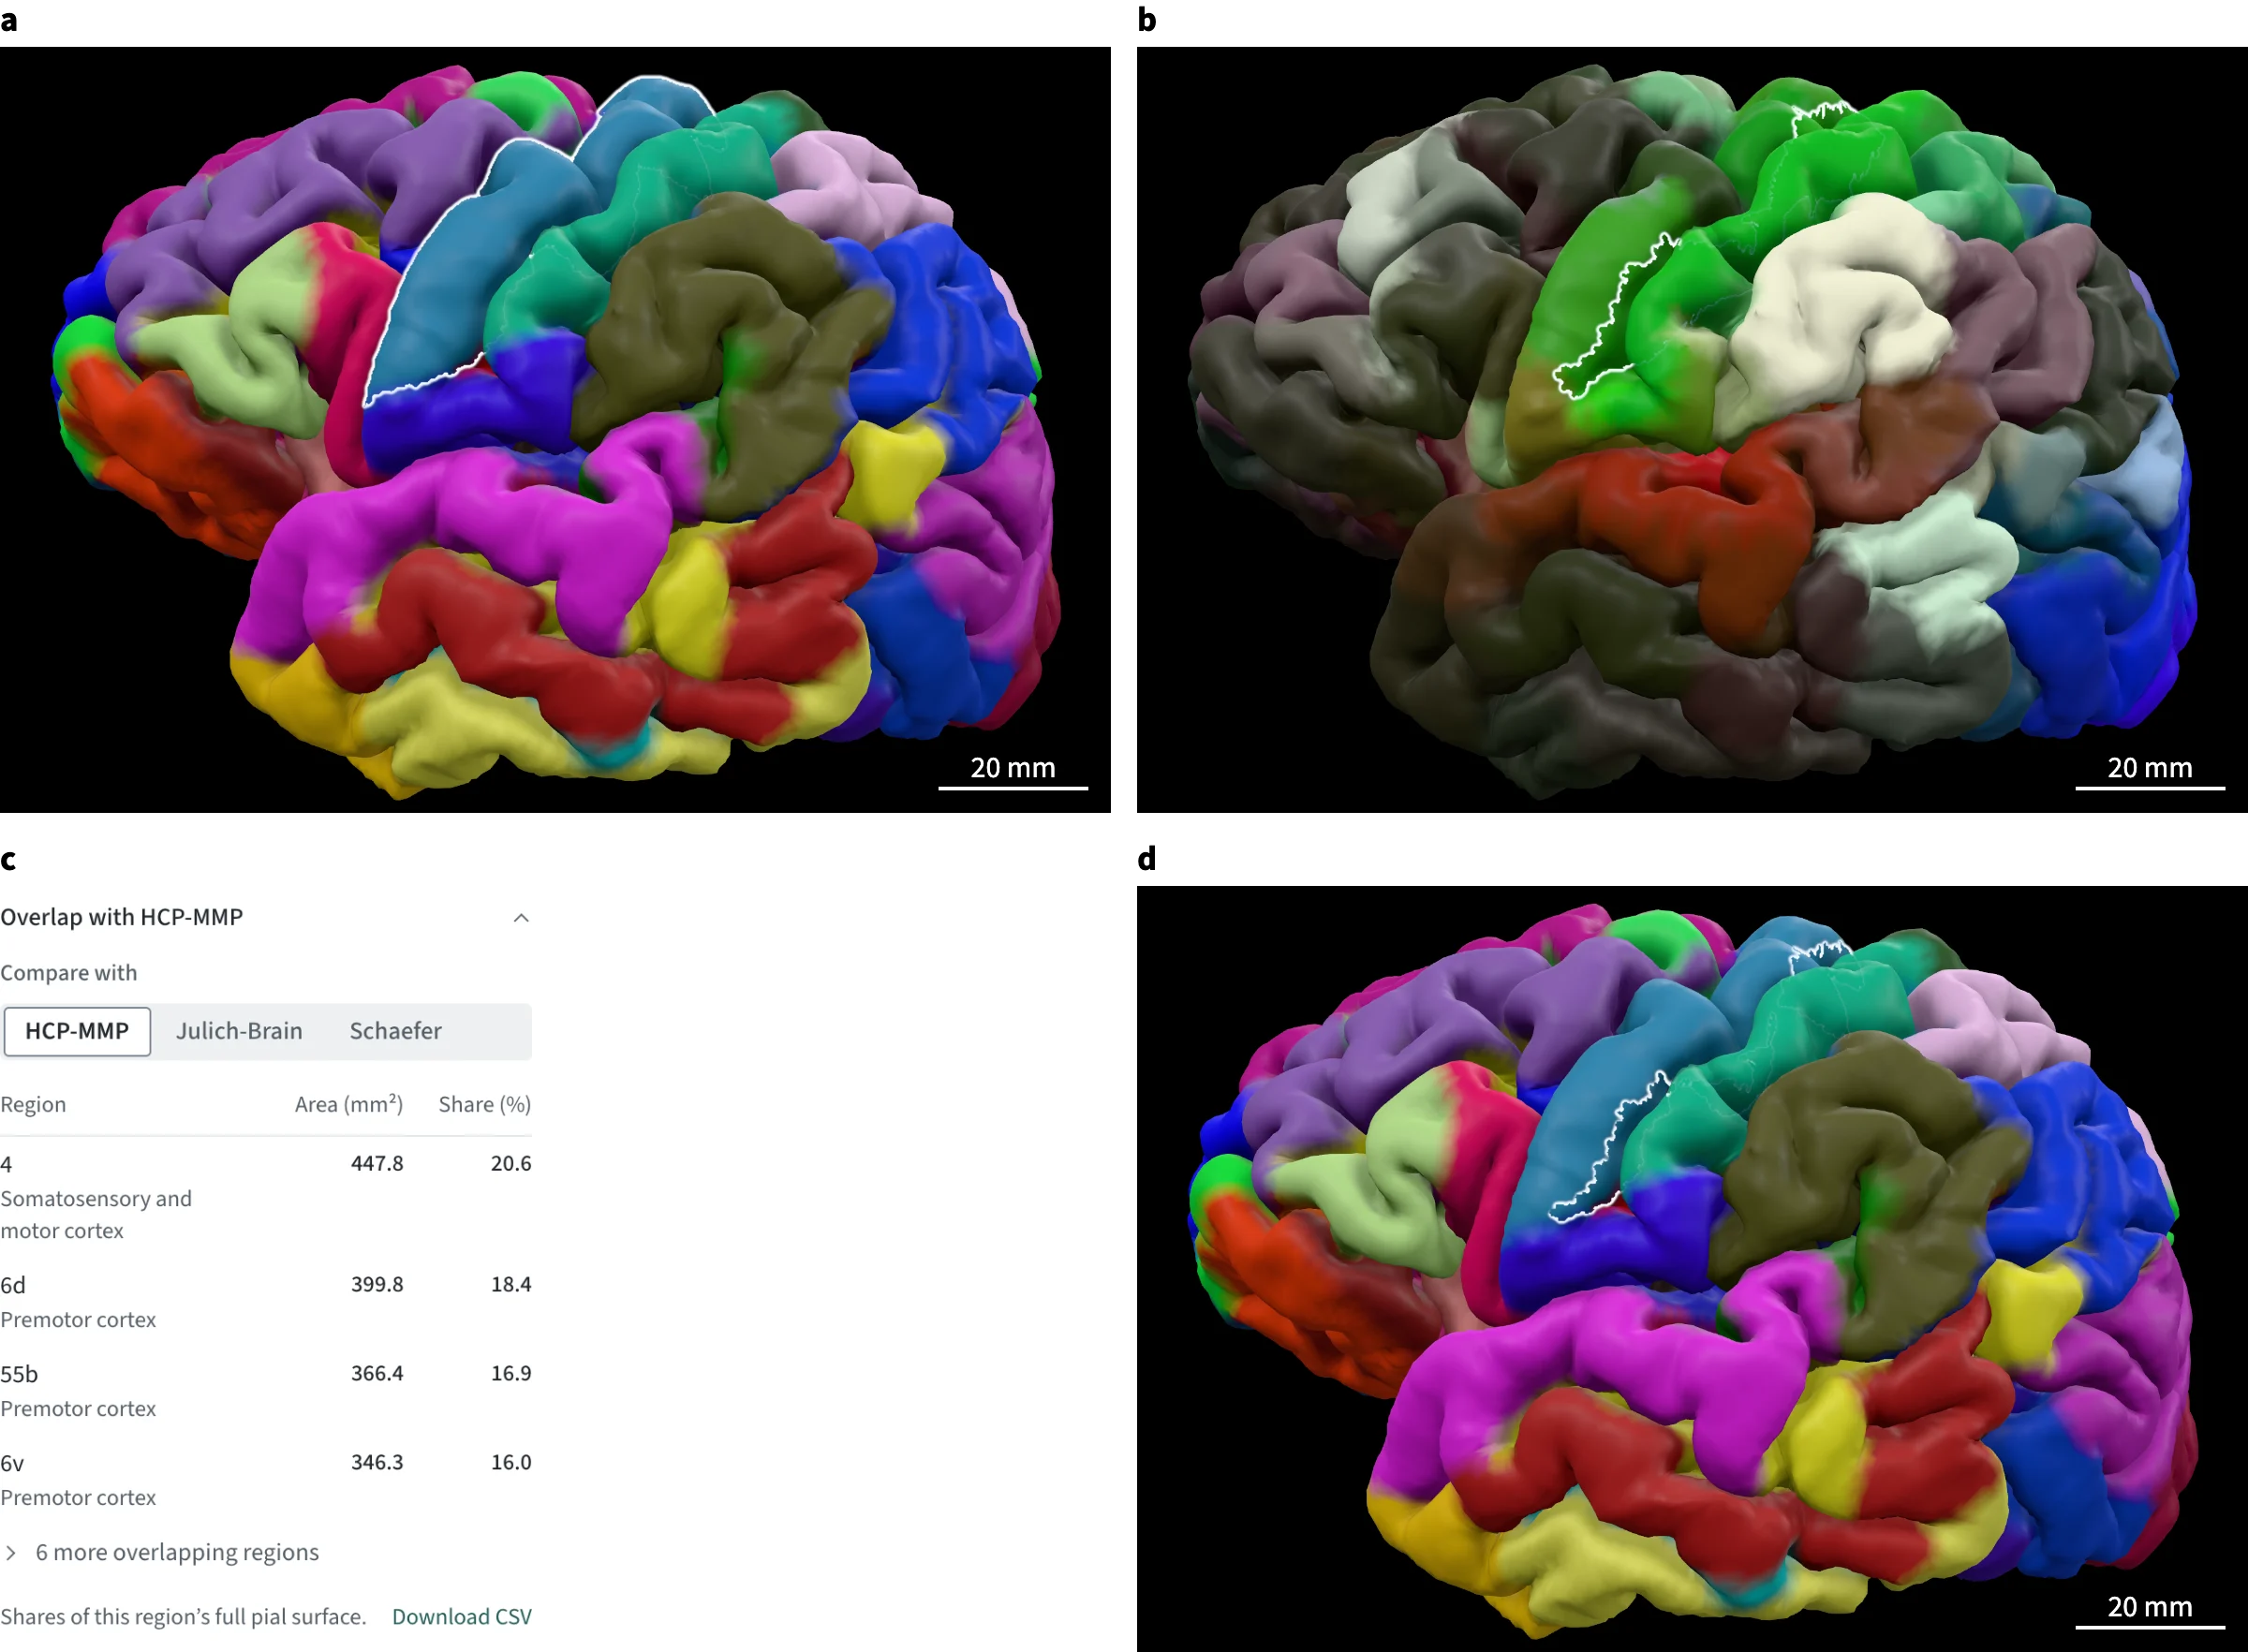 a
b
20 mm
20 mm
c
d
Overlap with HCP-MMP
Compare with
HCP-MMP Julich-Brain Schaefer
Region Area (mm²) Share (%)
4 447.8 20.6
Somatosensory and
motor cortex
6d 399.8 18.4
Premotor cortex
55b 366.4 16.9
Premotor cortex
6v 346.3 16.0
Premotor cortex
6 more overlapping regions
Shares of this region’s full pial surface. Download CSV
20 mm